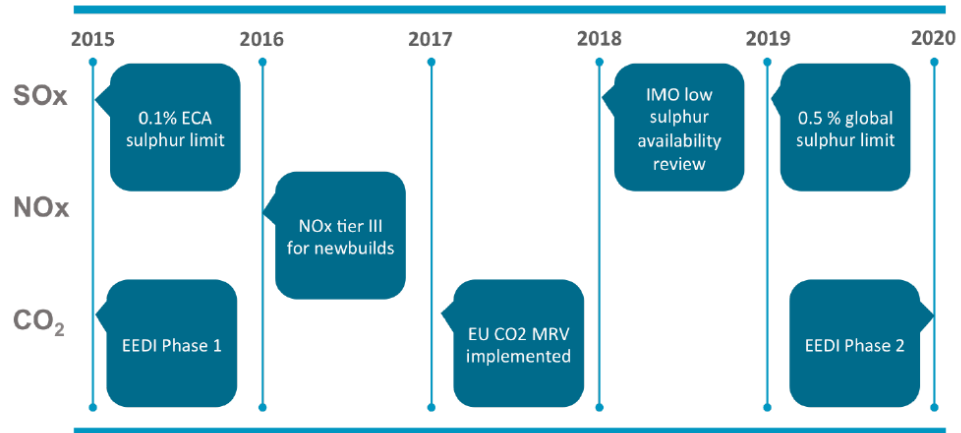 2015 2016 2017 2018 2019 2020
SOx
0.1% ECA
sulphur limit
IMO low
sulphur
availability
review
0.5 % global
sulphur limit
NOx
NOx tier III
for newbuilds
CO₂
EEDI Phase 1
EU CO2 MRV
implemented
EEDI Phase 2